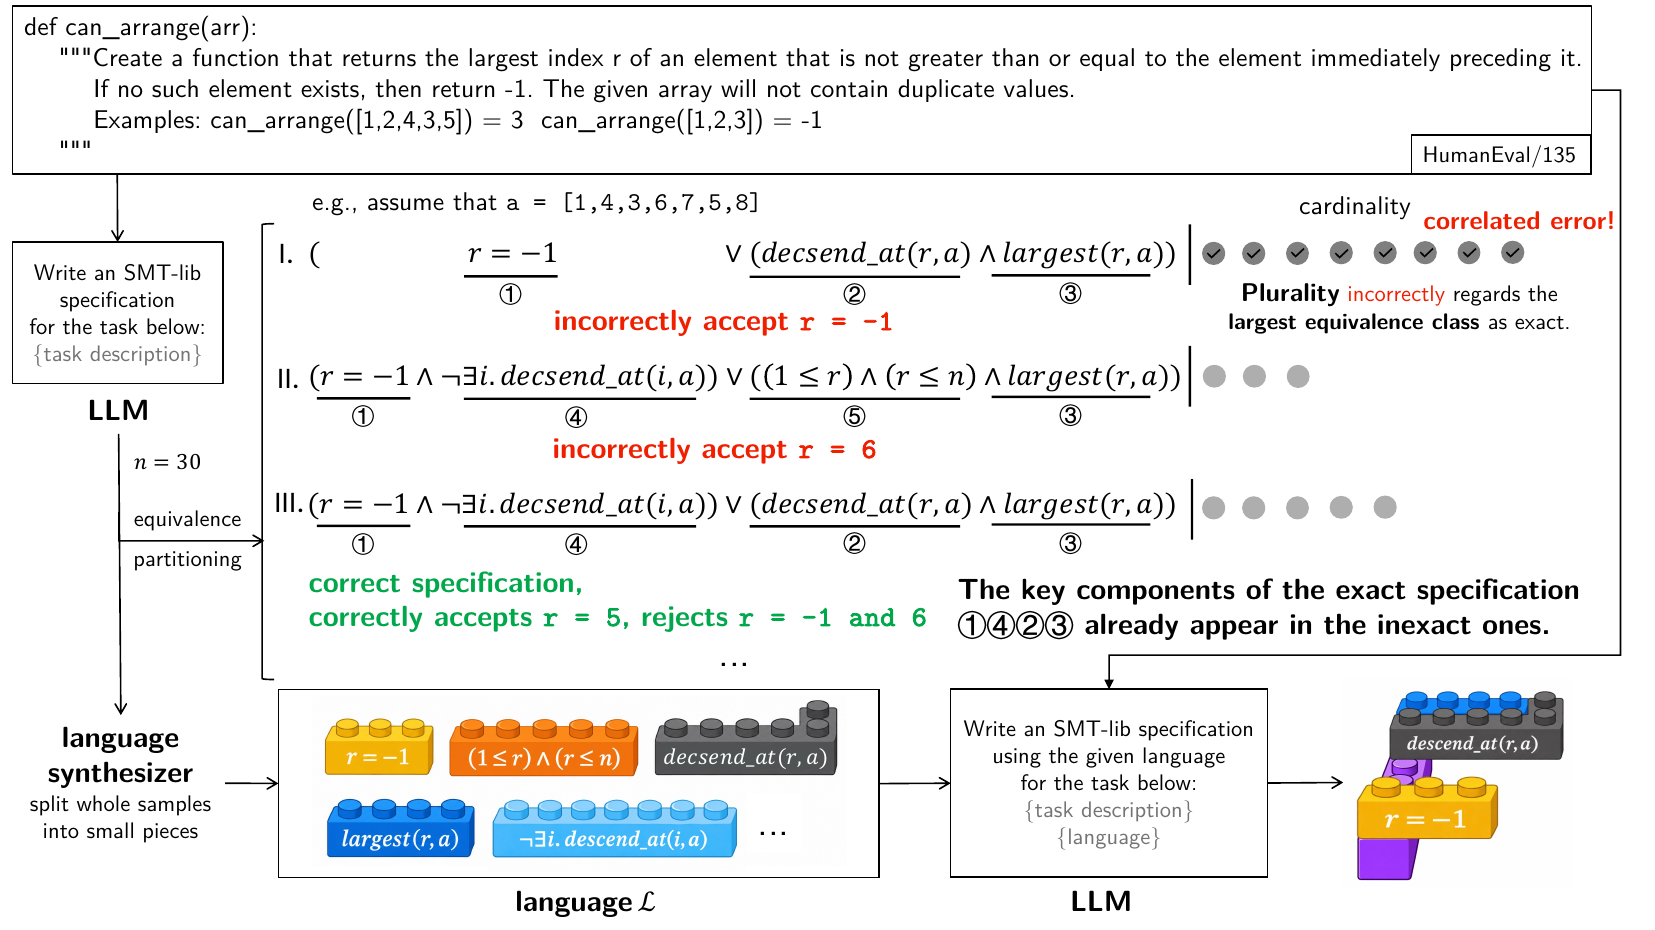 def can_arrange(arr):
"""Create a function that returns the largest index r of an element that is not greater than or equal to the element immediately preceding it.
If no such element exists, then return -1. The given array will not contain duplicate values.
Examples: can_arrange([1,2,4,3,5]) = 3  can_arrange([1,2,3]) = -1
"""
HumanEval/135
e.g., assume that a = [1,4,3,6,7,5,8]
cardinality
correlated error!
I. ( r = −1 ∨ (decsend_at(r, a) ∧ largest(r, a))
① ② ③
incorrectly accept r = -1
Plurality incorrectly regards the
largest equivalence class as exact.
Write an SMT-lib
specification
for the task below:
{task description}
LLM
II. (r = −1 ∧ ¬∃i. decsend_at(i, a)) ∨ ((1 ≤ r) ∧ (r ≤ n) ∧ largest(r, a))
① ④ ⑤ ③
incorrectly accept r = 6
n = 30
equivalence
partitioning
III. (r = −1 ∧ ¬∃i. decsend_at(i, a)) ∨ (decsend_at(r, a) ∧ largest(r, a))
① ④ ② ③
correct specification,
correctly accepts r = 5, rejects r = -1 and 6
The key components of the exact specification
①④②③ already appear in the inexact ones.
...
language
synthesizer
split whole samples
into small pieces
r = −1
(1 ≤ r) ∧ (r ≤ n)
decsend_at(r, a)
largest(r, a)
¬∃i. descend_at(i, a)
...
language ℒ
Write an SMT-lib specification
using the given language
for the task below:
{task description}
{language}
LLM
descend_at(r, a)
r = −1